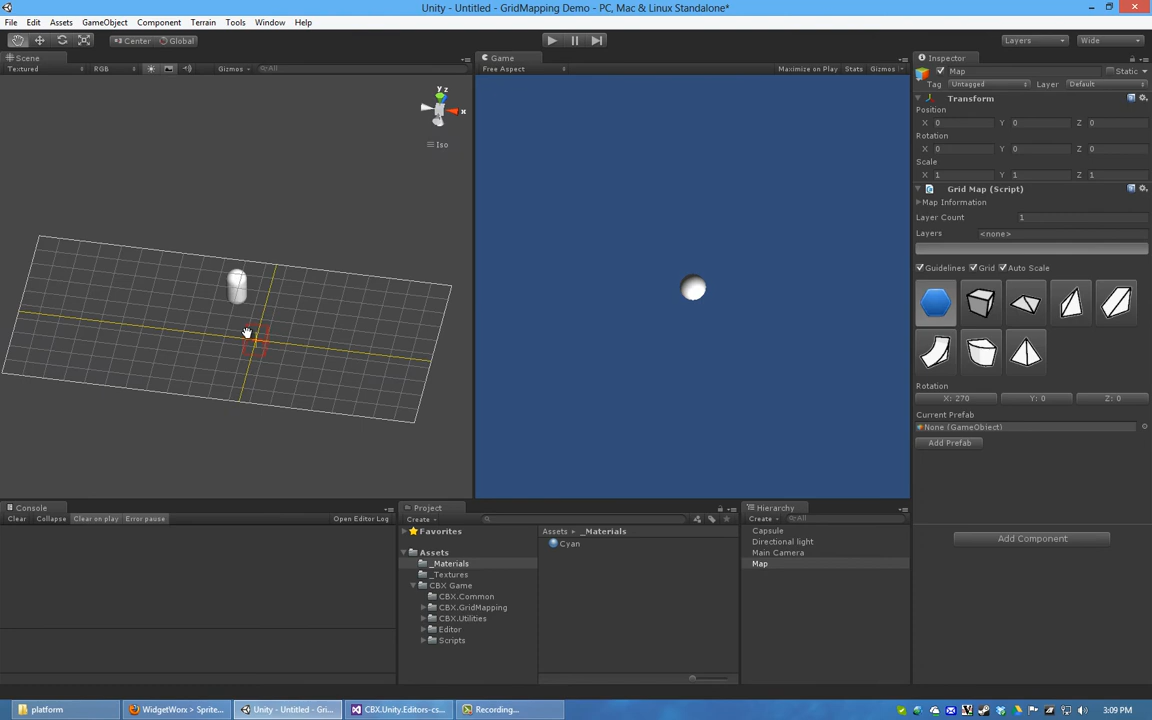 Unity - Untitled - GridMapping Demo - PC, Mac & Linux Standalone*
File Edit Assets GameObject Component Terrain Tools Window Help
Center Global Layers Wide
Scene Game Inspector
Textured RGB Gizmos All Free Aspect Maximize on Play Stats Gizmos
Map Static
Tag Untagged Layer Default
y z
x
Iso
Transform
Position
X 0 Y 0 Z 0
Rotation
X 0 Y 0 Z 0
Scale
X 1 Y 1 Z 1
Grid Map (Script)
Map Information
Layer Count 1
Layers <none>
Guidelines Grid Auto Scale
Rotation
X: 270 Y: 0 Z: 0
Current Prefab
None (GameObject)
Add Prefab
Add Component
Console Project Hierarchy
Clear Collapse Clear on play Error pause Open Editor Log Create Create All
Favorites
Assets
_Materials
_Textures
CBX Game
CBX.Common
CBX.GridMapping
CBX.Utilities
Editor
Scripts
Assets _Materials
Cyan
Capsule
Directional light
Main Camera
Map
platform WidgetWorx > Sprite... Unity - Untitled - Gri... CBX.Unity.Editors-cs... Recording... 3:09 PM